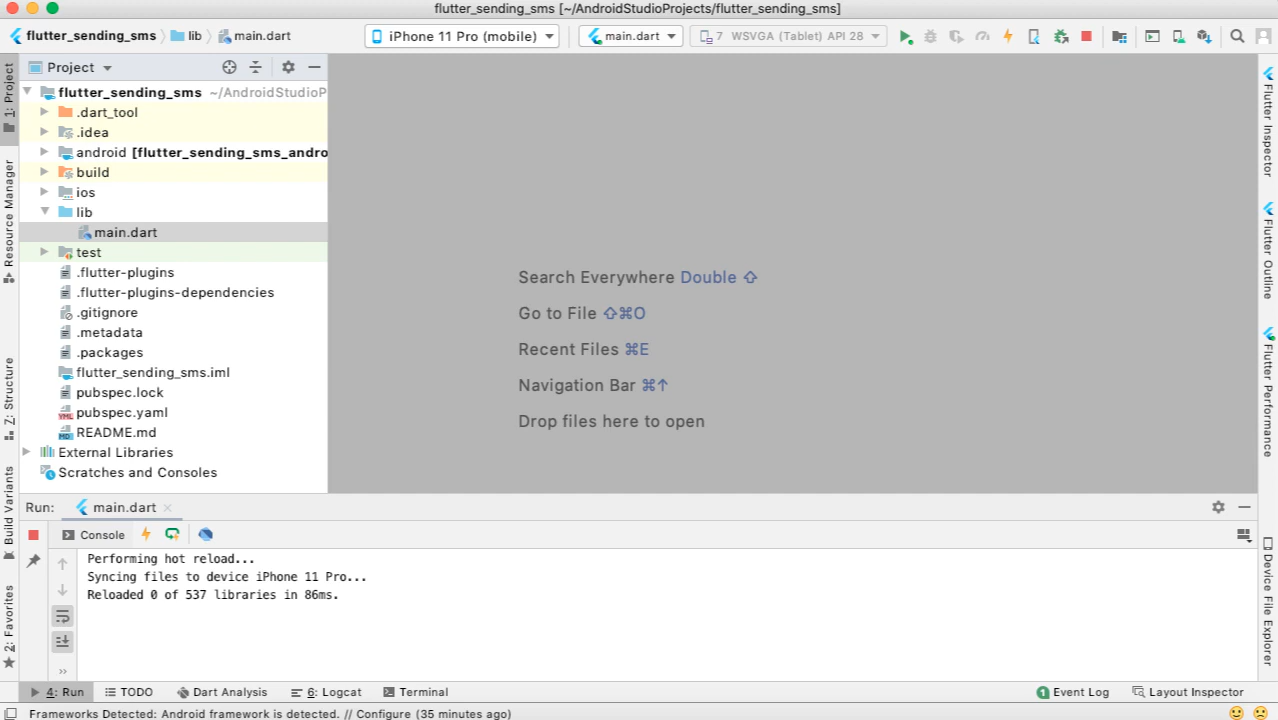 flutter_sending_sms [~/AndroidStudioProjects/flutter_sending_sms]
flutter_sending_sms lib main.dart iPhone 11 Pro (mobile) main.dart 7 WSVGA (Tablet) API 28
1: Project
Resource Manager
Z: Structure
Build Variants
2: Favorites
Project
flutter_sending_sms ~/AndroidStudioP
.dart_tool
.idea
android [flutter_sending_sms_andro
build
ios
lib
main.dart
test
.flutter-plugins
.flutter-plugins-dependencies
.gitignore
.metadata
.packages
flutter_sending_sms.iml
pubspec.lock
pubspec.yaml
README.md
External Libraries
Scratches and Consoles
Search Everywhere Double ⇧
Go to File ⇧⌘O
Recent Files ⌘E
Navigation Bar ⌘↑
Drop files here to open
Flutter Inspector
Flutter Outline
Flutter Performance
Device File Explorer
Run: main.dart
Console
Performing hot reload...
Syncing files to device iPhone 11 Pro...
Reloaded 0 of 537 libraries in 86ms.
4: Run TODO Dart Analysis 6: Logcat Terminal 1 Event Log Layout Inspector
Frameworks Detected: Android framework is detected. // Configure (35 minutes ago)